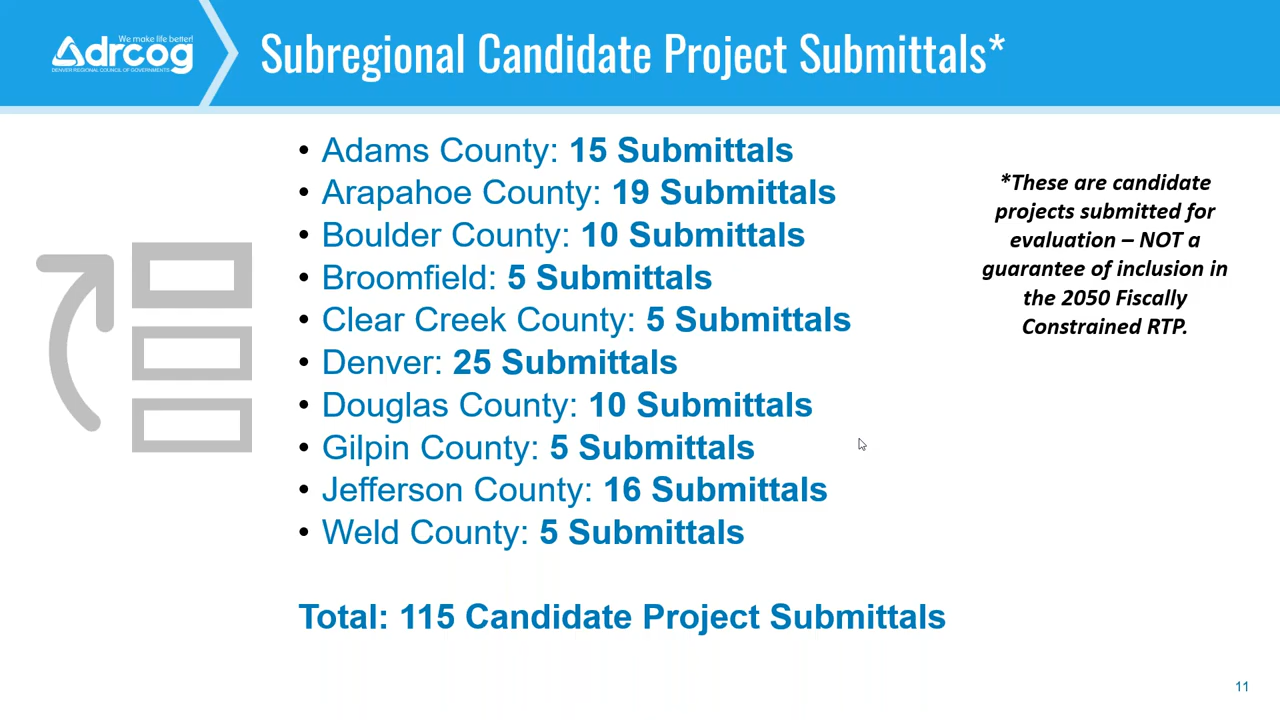 We make life better!
drcog
DENVER REGIONAL COUNCIL OF GOVERNMENTS
Subregional Candidate Project Submittals*
• Adams County: 15 Submittals
• Arapahoe County: 19 Submittals
• Boulder County: 10 Submittals
• Broomfield: 5 Submittals
• Clear Creek County: 5 Submittals
• Denver: 25 Submittals
• Douglas County: 10 Submittals
• Gilpin County: 5 Submittals
• Jefferson County: 16 Submittals
• Weld County: 5 Submittals
Total: 115 Candidate Project Submittals
*These are candidate
projects submitted for
evaluation – NOT a
guarantee of inclusion in
the 2050 Fiscally
Constrained RTP.
11